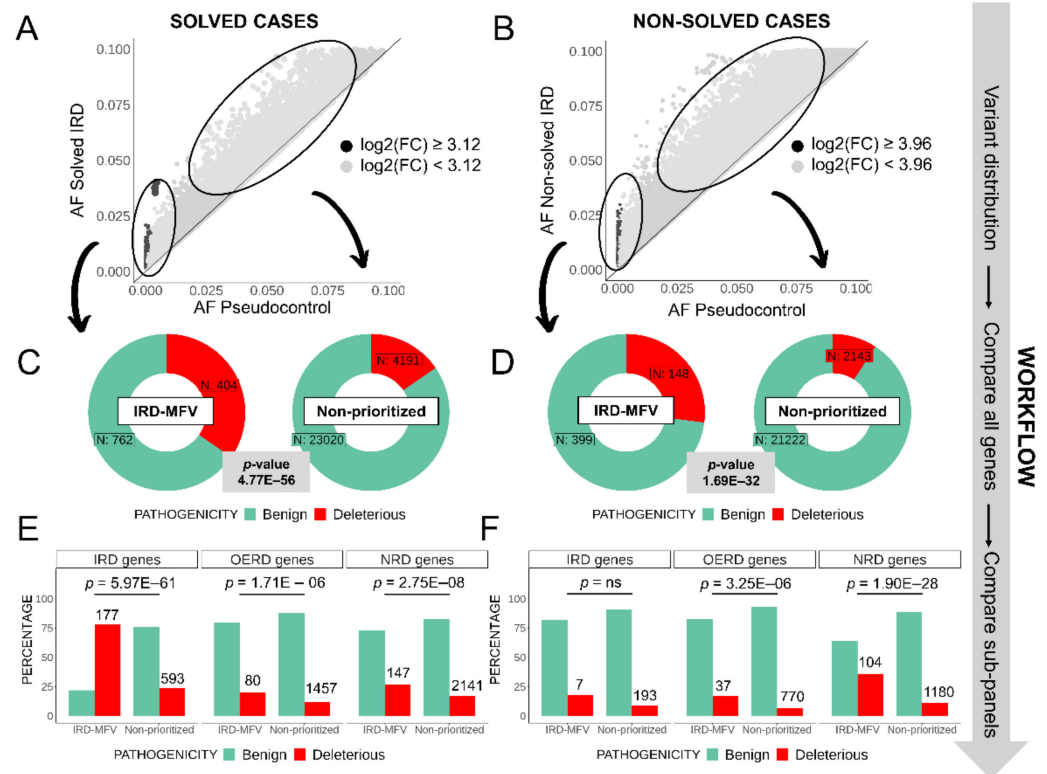 A
SOLVED CASES
AF Solved IRD
0.100
0.075
0.050
0.025
0.000
log2(FC) ≥ 3.12
log2(FC) < 3.12
0.000 0.025 0.050 0.075 0.100
AF Pseudocontrol
B
NON-SOLVED CASES
AF Non-solved IRD
0.100
0.075
0.050
0.025
0.000
log2(FC) ≥ 3.96
log2(FC) < 3.96
0.000 0.025 0.050 0.075 0.100
AF Pseudocontrol
C
N: 404
IRD-MFV
N: 762
N: 4191
Non-prioritized
N: 23020
p-value
4.77E–56
PATHOGENICITY Benign Deleterious
D
N: 148
IRD-MFV
N: 399
N: 2143
Non-prioritized
N: 21222
p-value
1.69E–32
PATHOGENICITY Benign Deleterious
E
IRD genes OERD genes NRD genes
p = 5.97E–61 p = 1.71E – 06 p = 2.75E–08
PERCENTAGE
100
75
50
25
0
177 593 80 1457 147 2141
IRD-MFV Non-prioritized IRD-MFV Non-prioritized IRD-MFV Non-prioritized
PATHOGENICITY Benign Deleterious
F
IRD genes OERD genes NRD genes
p = ns p = 3.25E–06 p = 1.90E–28
PERCENTAGE
100
75
50
25
0
7 193 37 770 104 1180
IRD-MFV Non-prioritized IRD-MFV Non-prioritized IRD-MFV Non-prioritized
PATHOGENICITY Benign Deleterious
Variant distribution
Compare all genes
Compare sub-panels
WORKFLOW